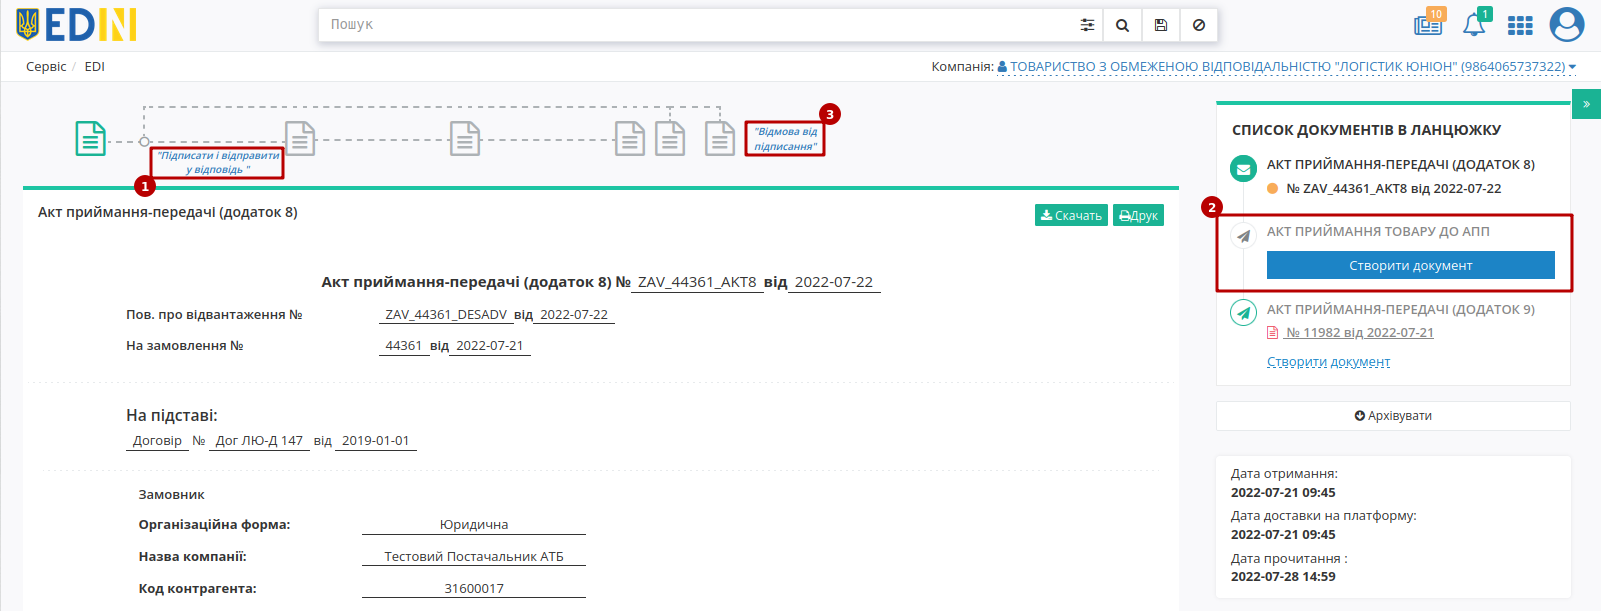 EDIN
Пошук
10
1
Сервіс / EDI
Компанія: ТОВАРИСТВО З ОБМЕЖЕНОЮ ВІДПОВІДАЛЬНІСТЮ "ЛОГІСТИК ЮНІОН" (9864065737322)
"Підписати і відправити
у відповідь "
1
"Відмова від
підписання"
3
»
Акт приймання-передачі (додаток 8)
Скачать
Друк
Акт приймання-передачі (додаток 8) № ZAV_44361_AKT8 від 2022-07-22
Пов. про відвантаження № ZAV_44361_DESADV від 2022-07-22
На замовлення № 44361 від 2022-07-21
На підставі:
Договір № Дог ЛЮ-Д 147 від 2019-01-01
Замовник
Організаційна форма: Юридична
Назва компанії: Тестовий Постачальник АТБ
Код контрагента: 31600017
СПИСОК ДОКУМЕНТІВ В ЛАНЦЮЖКУ
АКТ ПРИЙМАННЯ-ПЕРЕДАЧІ (ДОДАТОК 8)
№ ZAV_44361_AKT8 від 2022-07-22
2
АКТ ПРИЙМАННЯ ТОВАРУ ДО АПП
Створити документ
АКТ ПРИЙМАННЯ-ПЕРЕДАЧІ (ДОДАТОК 9)
№ 11982 від 2022-07-21
Створити документ
Архівувати
Дата отримання:
2022-07-21 09:45
Дата доставки на платформу:
2022-07-21 09:45
Дата прочитання :
2022-07-28 14:59